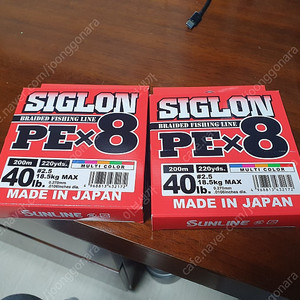 SIGLON
BRAIDED FISHING LINE
PE×8
200m 220yds. MULTI COLOR
40lb. #2.5
18.5kg MAX
MADE IN JAPAN
SUNLINE
SIGLON
BRAIDED FISHING LINE
PE×8
200m 220yds. MULTI COLOR
40lb. #2.5
18.5kg MAX
MADE IN JAPAN
SUNLINE